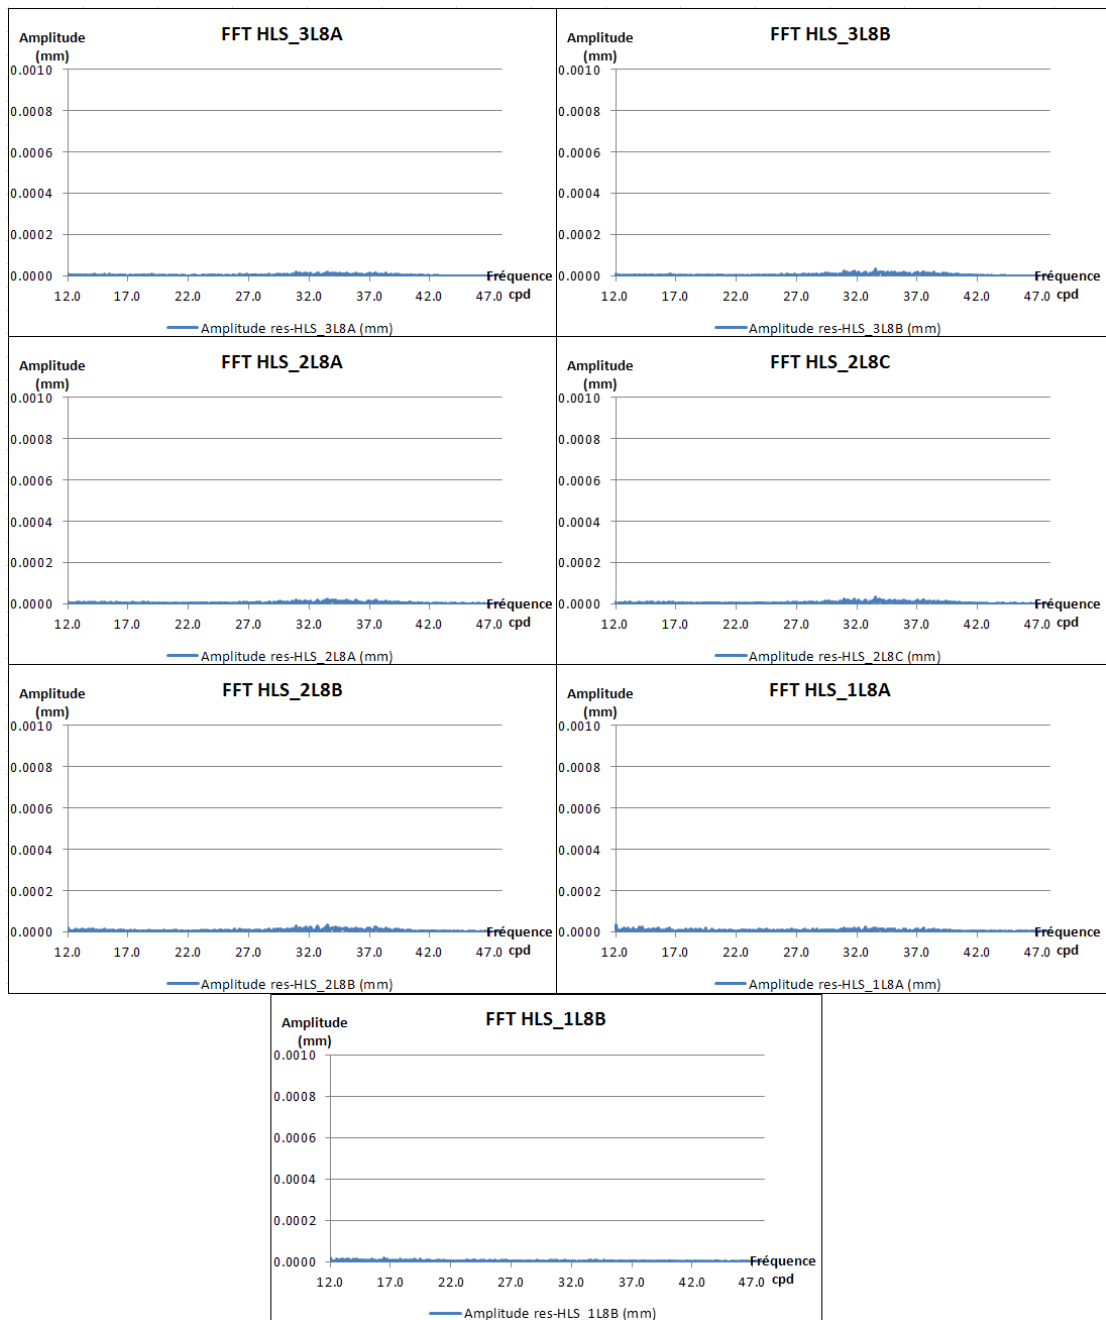 FFT HLS_3L8A
Amplitude
(mm)
0.0010
0.0008
0.0006
0.0004
0.0002
0.0000
12.0 17.0 22.0 27.0 32.0 37.0 42.0 47.0
Fréquence
cpd
Amplitude res-HLS_3L8A (mm)
FFT HLS_3L8B
Amplitude
(mm)
0.0010
0.0008
0.0006
0.0004
0.0002
0.0000
12.0 17.0 22.0 27.0 32.0 37.0 42.0 47.0
Fréquence
cpd
Amplitude res-HLS_3L8B (mm)
FFT HLS_2L8A
Amplitude
(mm)
0.0010
0.0008
0.0006
0.0004
0.0002
0.0000
12.0 17.0 22.0 27.0 32.0 37.0 42.0 47.0
Fréquence
cpd
Amplitude res-HLS_2L8A (mm)
FFT HLS_2L8C
Amplitude
(mm)
0.0010
0.0008
0.0006
0.0004
0.0002
0.0000
12.0 17.0 22.0 27.0 32.0 37.0 42.0 47.0
Fréquence
cpd
Amplitude res-HLS_2L8C (mm)
FFT HLS_2L8B
Amplitude
(mm)
0.0010
0.0008
0.0006
0.0004
0.0002
0.0000
12.0 17.0 22.0 27.0 32.0 37.0 42.0 47.0
Fréquence
cpd
Amplitude res-HLS_2L8B (mm)
FFT HLS_1L8A
Amplitude
(mm)
0.0010
0.0008
0.0006
0.0004
0.0002
0.0000
12.0 17.0 22.0 27.0 32.0 37.0 42.0 47.0
Fréquence
cpd
Amplitude res-HLS_1L8A (mm)
FFT HLS_1L8B
Amplitude
(mm)
0.0010
0.0008
0.0006
0.0004
0.0002
0.0000
12.0 17.0 22.0 27.0 32.0 37.0 42.0 47.0
Fréquence
cpd
Amplitude res-HLS_1L8B (mm)